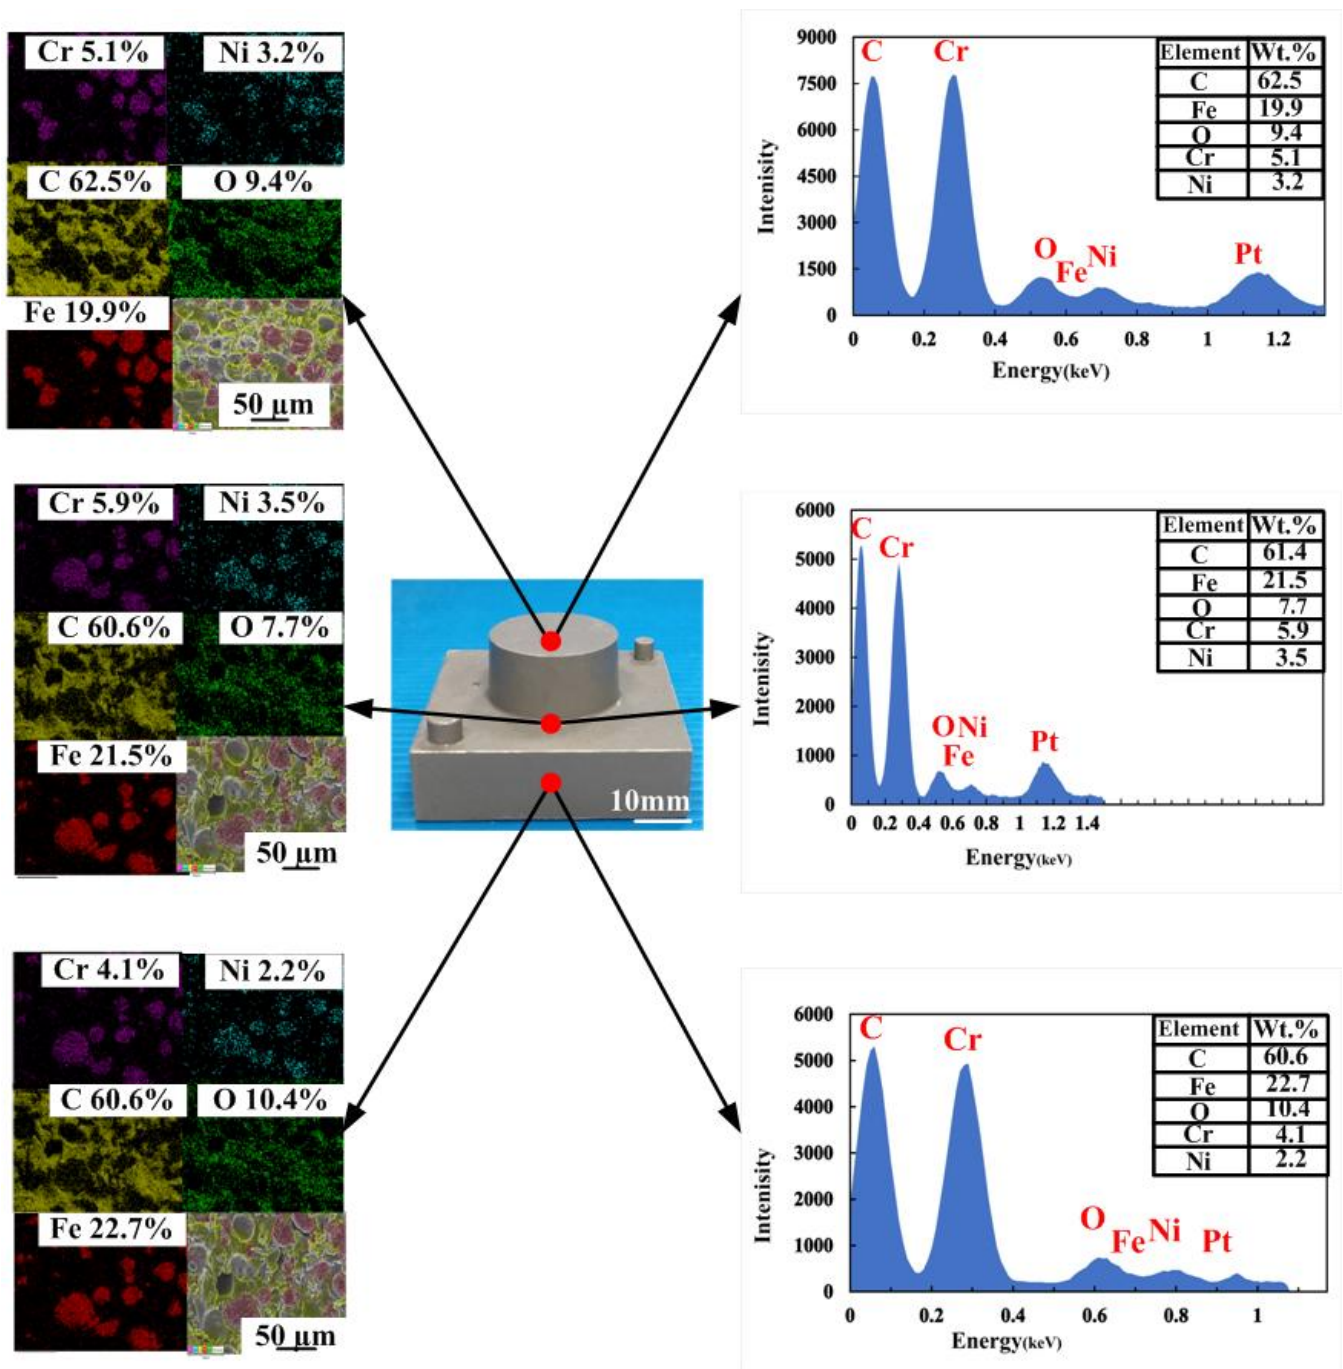 Cr 5.1% Ni 3.2%
C 62.5% O 9.4%
Fe 19.9%
50 µm
9000
7500
6000
4500
3000
1500
0
Intenisity
C Cr
O Fe Ni Pt
0 0.2 0.4 0.6 0.8 1 1.2
Energy(keV)
Element Wt.%
C 62.5
Fe 19.9
O 9.4
Cr 5.1
Ni 3.2
Cr 5.9% Ni 3.5%
C 60.6% O 7.7%
Fe 21.5%
50 µm
10mm
6000
5000
4000
3000
2000
1000
0
Intenisity
C Cr
O Ni
Fe Pt
0 0.2 0.4 0.6 0.8 1 1.2 1.4
Energy(keV)
Element Wt.%
C 61.4
Fe 21.5
O 7.7
Cr 5.9
Ni 3.5
Cr 4.1% Ni 2.2%
C 60.6% O 10.4%
Fe 22.7%
50 µm
6000
5000
4000
3000
2000
1000
0
Intenisity
C Cr
O Fe Ni Pt
0 0.2 0.4 0.6 0.8 1
Energy(keV)
Element Wt.%
C 60.6
Fe 22.7
O 10.4
Cr 4.1
Ni 2.2